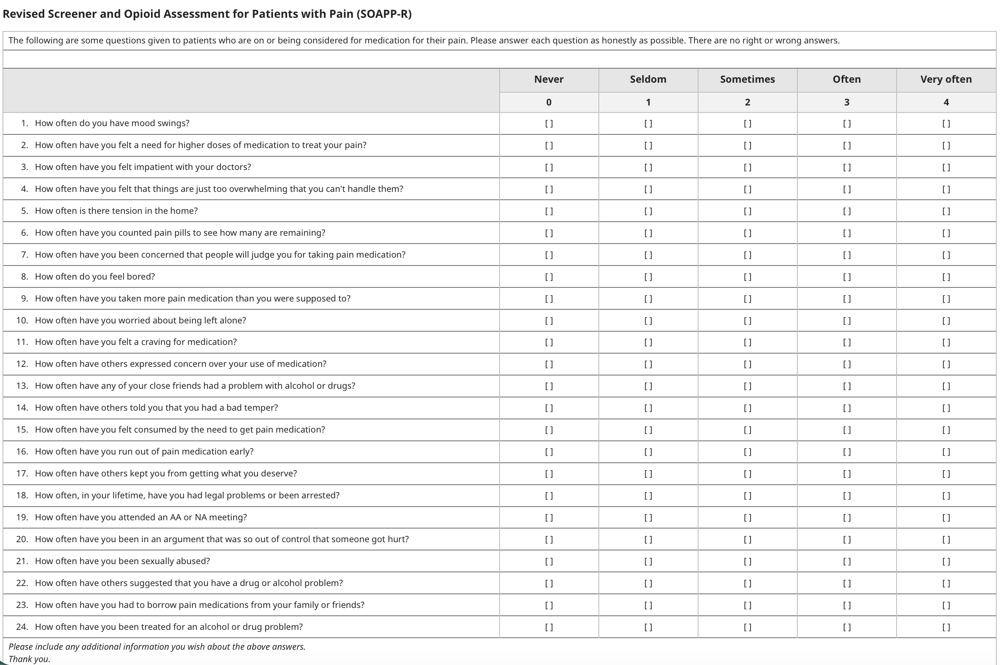 Revised Screener and Opioid Assessment for Patients with Pain (SOAPP-R)
The following are some questions given to patients who are on or being considered for medication for their pain. Please answer each question as honestly as possible. There are no right or wrong answers.
Never Seldom Sometimes Often Very often
0 1 2 3 4
1. How often do you have mood swings? [ ] [ ] [ ] [ ] [ ]
2. How often have you felt a need for higher doses of medication to treat your pain? [ ] [ ] [ ] [ ] [ ]
3. How often have you felt impatient with your doctors? [ ] [ ] [ ] [ ] [ ]
4. How often have you felt that things are just too overwhelming that you can't handle them? [ ] [ ] [ ] [ ] [ ]
5. How often is there tension in the home? [ ] [ ] [ ] [ ] [ ]
6. How often have you counted pain pills to see how many are remaining? [ ] [ ] [ ] [ ] [ ]
7. How often have you been concerned that people will judge you for taking pain medication? [ ] [ ] [ ] [ ] [ ]
8. How often do you feel bored? [ ] [ ] [ ] [ ] [ ]
9. How often have you taken more pain medication than you were supposed to? [ ] [ ] [ ] [ ] [ ]
10. How often have you worried about being left alone? [ ] [ ] [ ] [ ] [ ]
11. How often have you felt a craving for medication? [ ] [ ] [ ] [ ] [ ]
12. How often have others expressed concern over your use of medication? [ ] [ ] [ ] [ ] [ ]
13. How often have any of your close friends had a problem with alcohol or drugs? [ ] [ ] [ ] [ ] [ ]
14. How often have others told you that you had a bad temper? [ ] [ ] [ ] [ ] [ ]
15. How often have you felt consumed by the need to get pain medication? [ ] [ ] [ ] [ ] [ ]
16. How often have you run out of pain medication early? [ ] [ ] [ ] [ ] [ ]
17. How often have others kept you from getting what you deserve? [ ] [ ] [ ] [ ] [ ]
18. How often, in your lifetime, have you had legal problems or been arrested? [ ] [ ] [ ] [ ] [ ]
19. How often have you attended an AA or NA meeting? [ ] [ ] [ ] [ ] [ ]
20. How often have you been in an argument that was so out of control that someone got hurt? [ ] [ ] [ ] [ ] [ ]
21. How often have you been sexually abused? [ ] [ ] [ ] [ ] [ ]
22. How often have others suggested that you have a drug or alcohol problem? [ ] [ ] [ ] [ ] [ ]
23. How often have you had to borrow pain medications from your family or friends? [ ] [ ] [ ] [ ] [ ]
24. How often have you been treated for an alcohol or drug problem? [ ] [ ] [ ] [ ] [ ]
Please include any additional information you wish about the above answers.
Thank you.